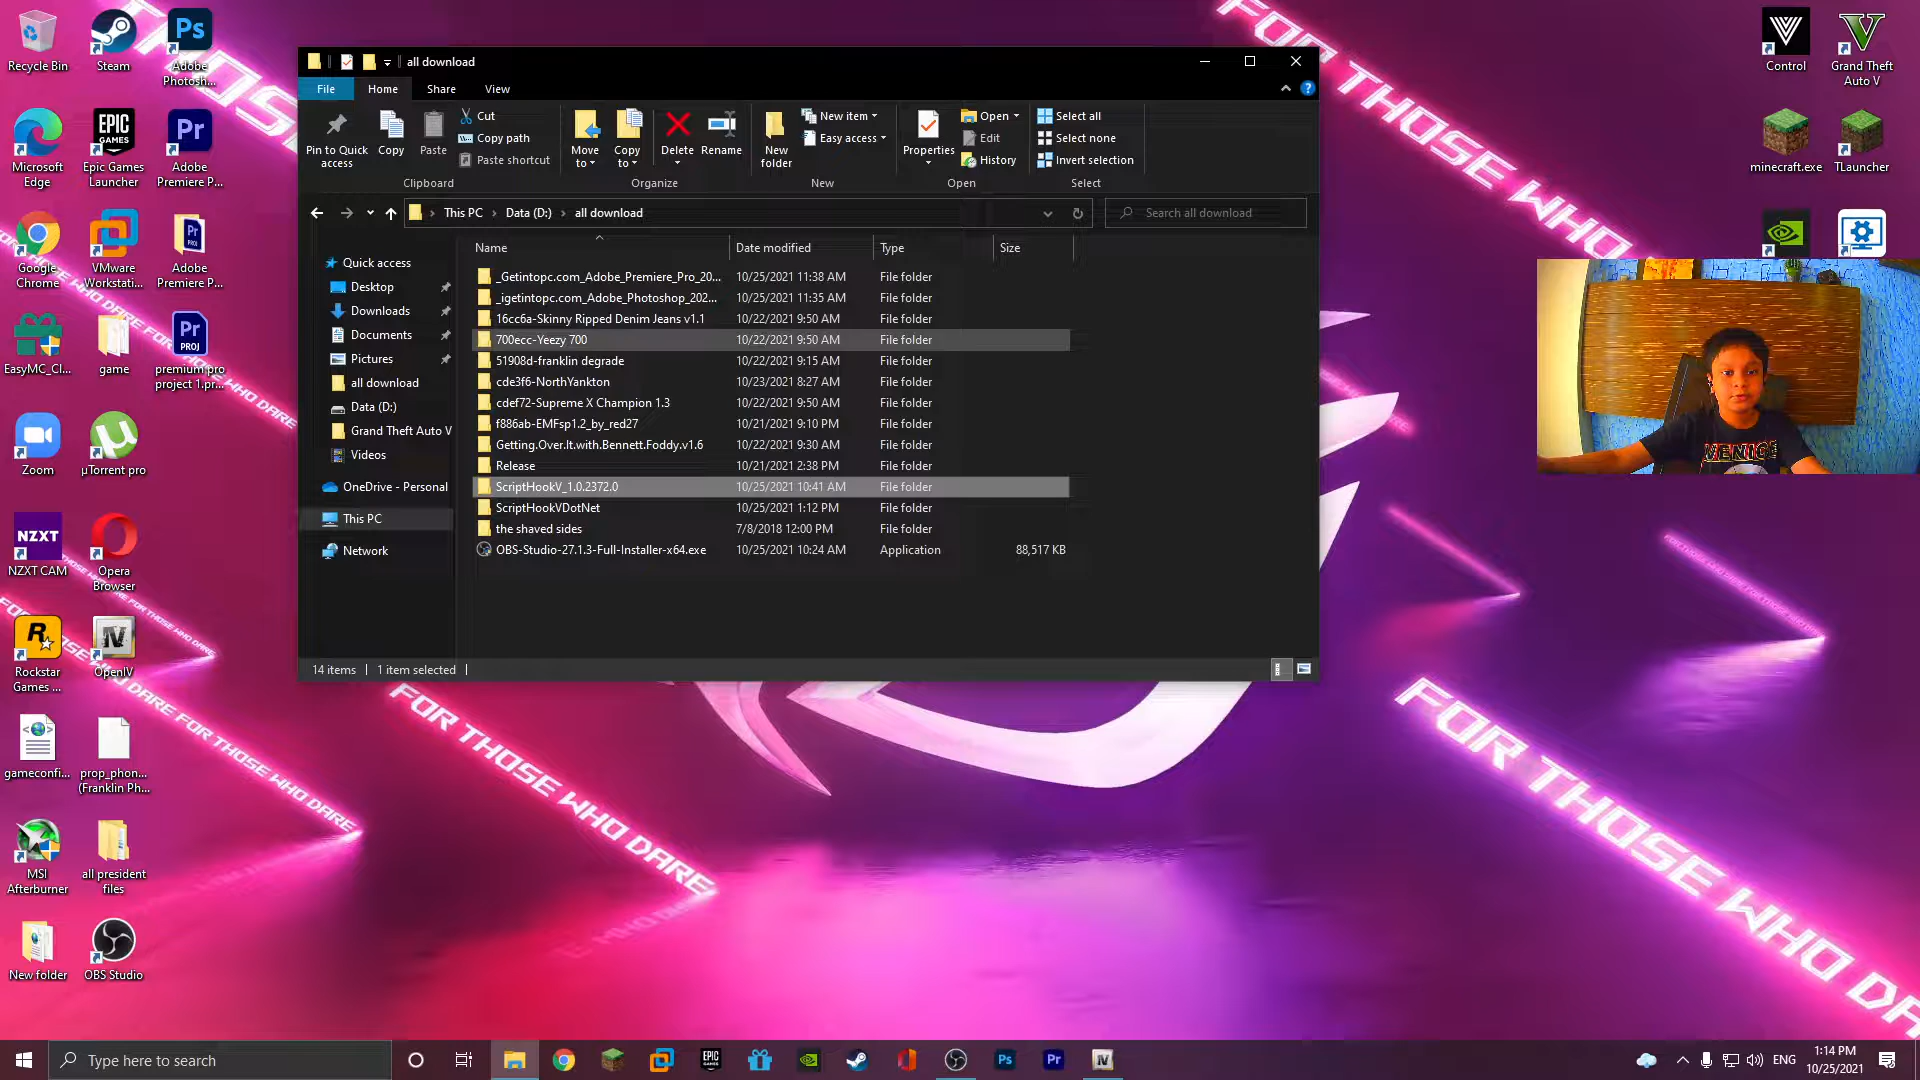 all download
File
Home
Share
View
Pin to Quick access
Copy
Paste
Cut
Copy path
Paste shortcut
Clipboard
Move to
Copy to
Delete
Rename
Organize
New folder
New item
Easy access
New
Properties
Open
Edit
History
Open
Select all
Select none
Invert selection
Select
This PC
Data (D:)
all download
Search all download
Name
Date modified
Type
Size
Quick access
Desktop
Downloads
Documents
Pictures
all download
Data (D:)
Grand Theft Auto V
Videos
OneDrive - Personal
This PC
Network
_Getintopc.com_Adobe_Premiere_Pro_20... 10/25/2021 11:38 AM File folder
_igetintopc.com_Adobe_Photoshop_202... 10/25/2021 11:35 AM File folder
16cc6a-Skinny Ripped Denim Jeans v1.1 10/22/2021 9:50 AM File folder
700ecc-Yeezy 700 10/22/2021 9:50 AM File folder
51908d-franklin degrade 10/22/2021 9:15 AM File folder
cde3f6-NorthYankton 10/23/2021 8:27 AM File folder
cdef72-Supreme X Champion 1.3 10/22/2021 9:50 AM File folder
f886ab-EMFsp1.2_by_red27 10/21/2021 9:10 PM File folder
Getting.Over.It.with.Bennett.Foddy.v1.6 10/22/2021 9:30 AM File folder
Release 10/21/2021 2:38 PM File folder
ScriptHookV_1.0.2372.0 10/25/2021 10:41 AM File folder
ScriptHookVDotNet 10/25/2021 1:12 PM File folder
the shaved sides 7/8/2018 12:00 PM File folder
OBS-Studio-27.1.3-Full-Installer-x64.exe 10/25/2021 10:24 AM Application 88,517 KB
14 items
1 item selected
Recycle Bin
Steam
Adobe Photosh...
Microsoft Edge
Epic Games Launcher
Adobe Premiere P...
Google Chrome
VMware Workstati...
Adobe Premiere P...
EasyMC_Cl...
game
premium pro project 1.pr...
Zoom
µTorrent pro
NZXT
NZXT CAM
Opera Browser
Rockstar Games ...
OpenIV
gameconfi...
prop_phon... (Franklin Ph...
MSI Afterburner
all president files
New folder
OBS Studio
Control
Grand Theft Auto V
minecraft.exe
TLauncher
VENICE
FOR THOSE WHO
FOR THOSE WHO DARE
FOR THOSE WHO DARE
FOR THOSE WHO DARE
Type here to search
ENG
1:14 PM
10/25/2021